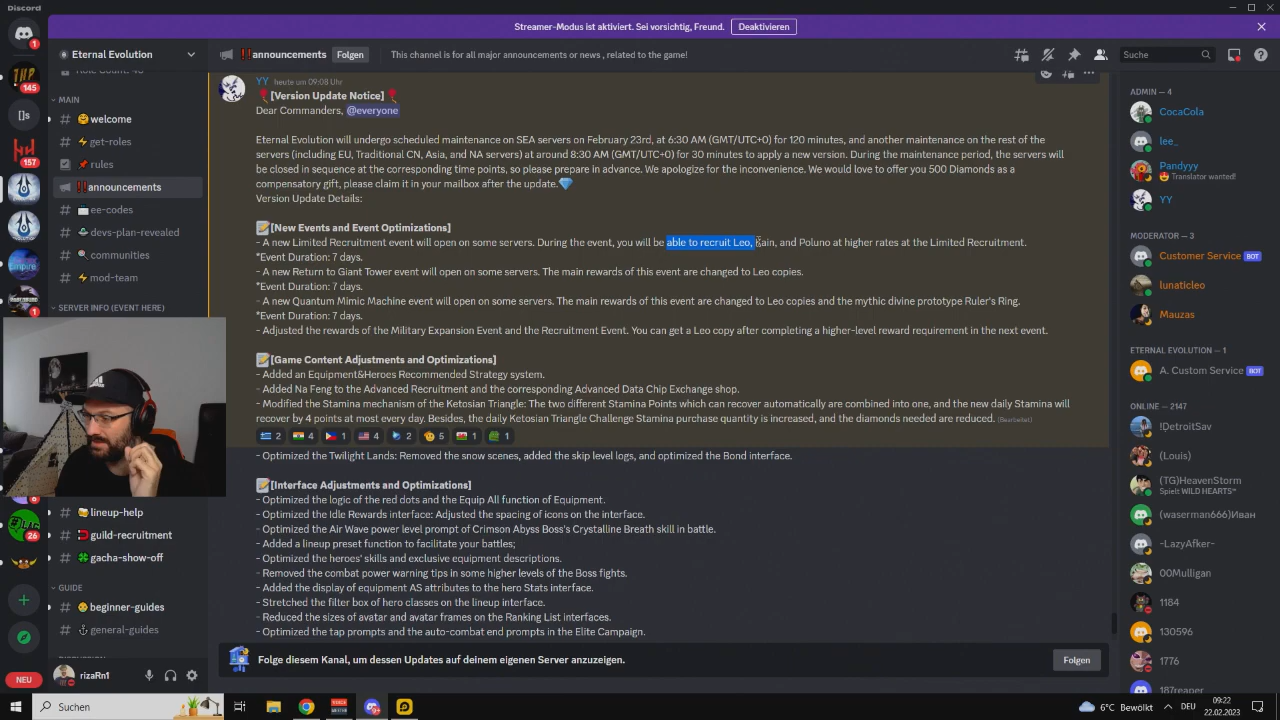 Discord
Streamer-Modus ist aktiviert. Sei vorsichtig, Freund.
Deaktivieren
1
145
[]s
157
1
26
NEU
Eternal Evolution
MAIN
welcome
get-roles
rules
announcements
ee-codes
devs-plan-revealed
communities
mod-team
SERVER INFO (EVENT HERE)
lineup-help
guild-recruitment
gacha-show-off
GUIDE
beginner-guides
general-guides
rizaRn1
announcements
Folgen
This channel is for all major announcements or news , related to the game!
Suche
YY heute um 09:08 Uhr
[Version Update Notice]
Dear Commanders, @everyone
Eternal Evolution will undergo scheduled maintenance on SEA servers on February 23rd, at 6:30 AM (GMT/UTC+0) for 120 minutes, and another maintenance on the rest of the
servers (including EU, Traditional CN, Asia, and NA servers) at around 8:30 AM (GMT/UTC+0) for 30 minutes to apply a new version. During the maintenance period, the servers will
be closed in sequence at the corresponding time points, so please prepare in advance. We apologize for the inconvenience. We would love to offer you 500 Diamonds as a
compensatory gift, please claim it in your mailbox after the update.
Version Update Details:
[New Events and Event Optimizations]
- A new Limited Recruitment event will open on some servers. During the event, you will be able to recruit Leo, Kain, and Poluno at higher rates at the Limited Recruitment.
*Event Duration: 7 days.
- A new Return to Giant Tower event will open on some servers. The main rewards of this event are changed to Leo copies.
*Event Duration: 7 days.
- A new Quantum Mimic Machine event will open on some servers. The main rewards of this event are changed to Leo copies and the mythic divine prototype Ruler's Ring.
*Event Duration: 7 days.
- Adjusted the rewards of the Military Expansion Event and the Recruitment Event. You can get a Leo copy after completing a higher-level reward requirement in the next event.
[Game Content Adjustments and Optimizations]
- Added an Equipment&Heroes Recommended Strategy system.
- Added Na Feng to the Advanced Recruitment and the corresponding Advanced Data Chip Exchange shop.
- Modified the Stamina mechanism of the Ketosian Triangle: The two different Stamina Points which can recover automatically are combined into one, and the new daily Stamina will
recover by 4 points at most every day. Besides, the daily Ketosian Triangle Challenge Stamina purchase quantity is increased, and the diamonds needed are reduced. (Bearbeitet)
2 4 1 4 2 5 1 1
- Optimized the Twilight Lands: Removed the snow scenes, added the skip level logs, and optimized the Bond interface.
[Interface Adjustments and Optimizations]
- Optimized the logic of the red dots and the Equip All function of Equipment.
- Optimized the Idle Rewards interface: Adjusted the spacing of icons on the interface.
- Optimized the Air Wave power level prompt of Crimson Abyss Boss's Crystalline Breath skill in battle.
- Added a lineup preset function to facilitate your battles;
- Optimized the heroes' skills and exclusive equipment descriptions.
- Removed the combat power warning tips in some higher levels of the Boss fights.
- Added the display of equipment AS attributes to the hero Stats interface.
- Stretched the filter box of hero classes on the lineup interface.
- Reduced the sizes of avatar and avatar frames on the Ranking List interfaces.
- Optimized the tap prompts and the auto-combat end prompts in the Elite Campaign.
Folge diesem Kanal, um dessen Updates auf deinem eigenen Server anzuzeigen.
Folgen
ADMIN — 4
CocaCola
lee_
Pandyyy
Translator wanted!
YY
MODERATOR — 3
Customer Service BOT
lunaticleo
Mauzas
ETERNAL EVOLUTION — 1
A. Custom Service BOT
ONLINE — 2147
!DetroitSav
(Louis)
(TG)HeavenStorm
Spielt WILD HEARTS™
(waserman666)Иван
-LazyAfker-
00Mulligan
1184
130596
1776
187reaper
Suchen
6°C Bewölkt
DEU
09:22
22.02.2023